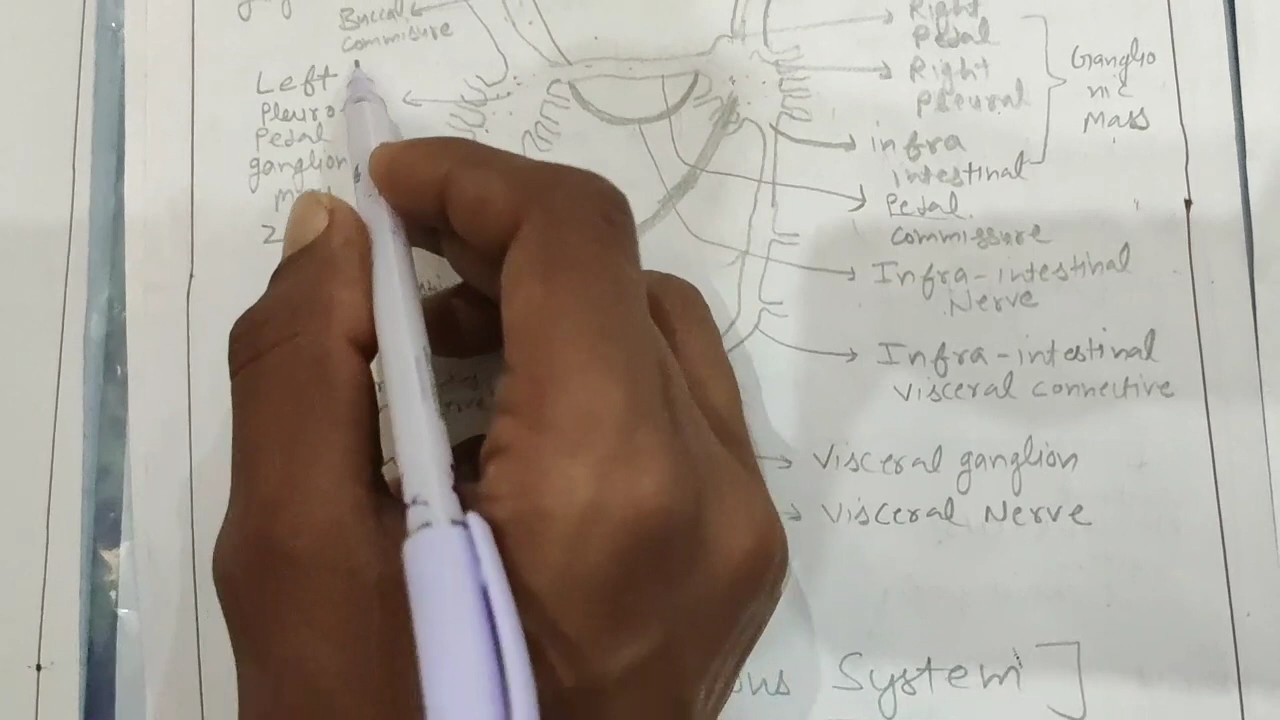 Buccal
commisure
Left
Pleuro
Pedal
ganglion
Right
Pedal
Right
Pleural
infra
intestinal
Ganglio
nic
Mass
Pedal
commissure
Infra-intestinal
Nerve
Infra-intestinal
visceral connective
Visceral ganglion
Visceral Nerve
System]